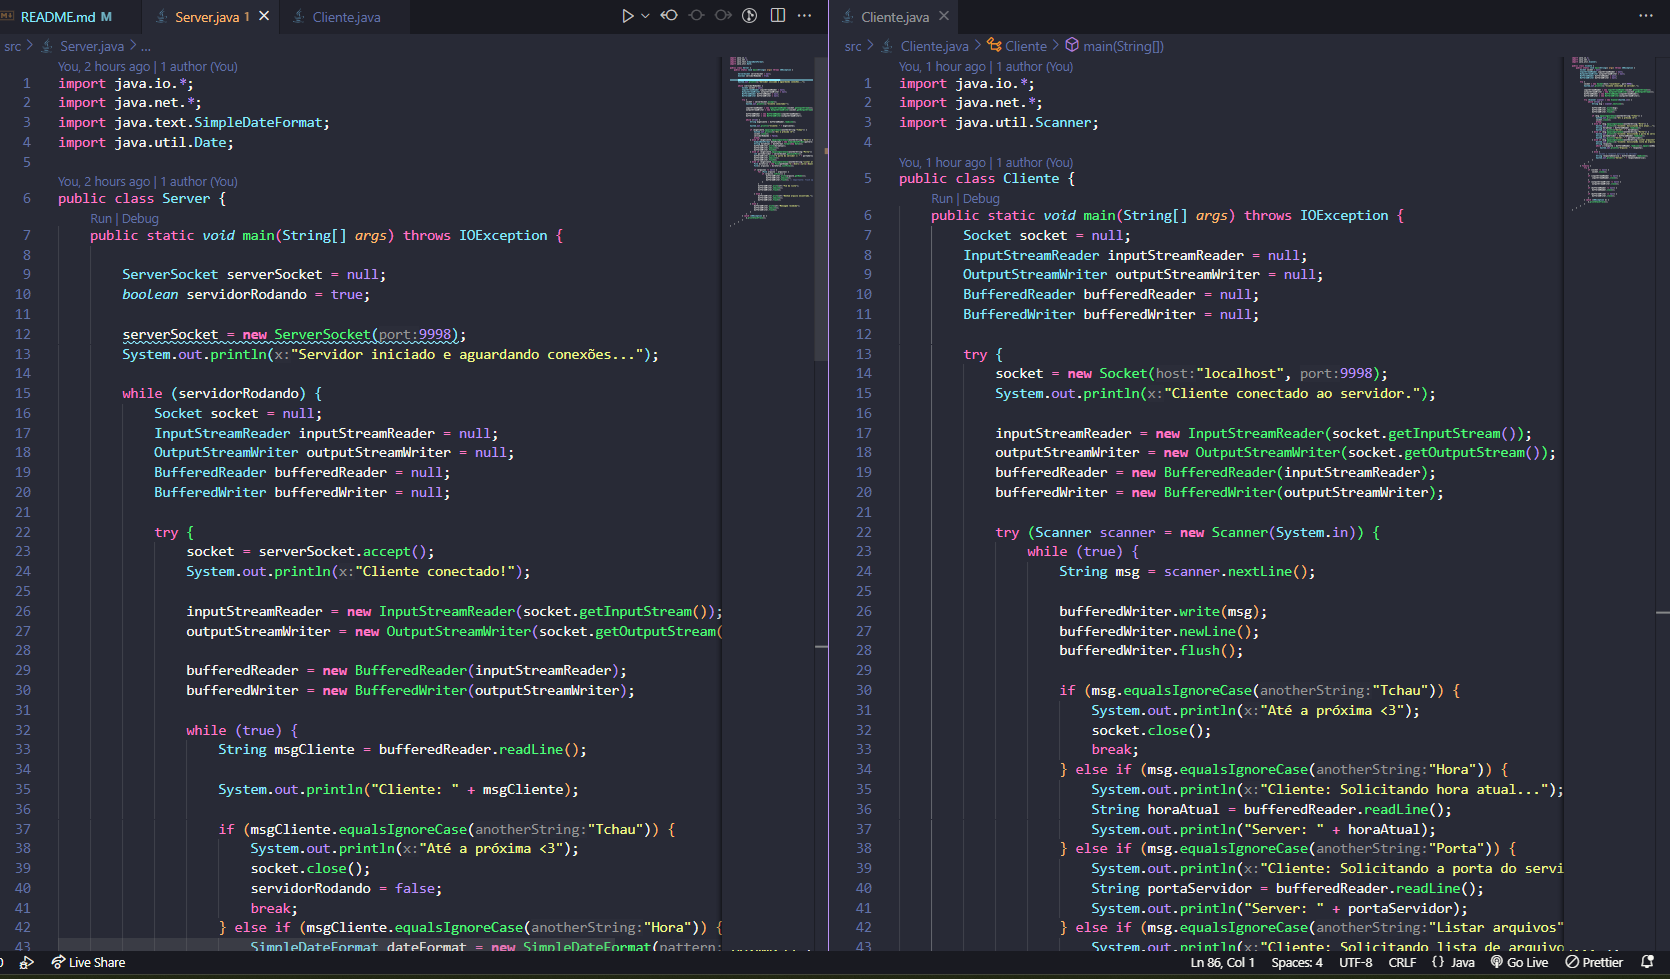 README.md M
Server.java 1
Cliente.java
src > Server.java > ...
You, 2 hours ago | 1 author (You)
1 import java.io.*;
2 import java.net.*;
3 import java.text.SimpleDateFormat;
4 import java.util.Date;
5
You, 2 hours ago | 1 author (You)
6 public class Server {
Run | Debug
7 public static void main(String[] args) throws IOException {
8
9 ServerSocket serverSocket = null;
10 boolean servidorRodando = true;
11
12 serverSocket = new ServerSocket(port:9998);
13 System.out.println(x:"Servidor iniciado e aguardando conexões...");
14
15 while (servidorRodando) {
16 Socket socket = null;
17 InputStreamReader inputStreamReader = null;
18 OutputStreamWriter outputStreamWriter = null;
19 BufferedReader bufferedReader = null;
20 BufferedWriter bufferedWriter = null;
21
22 try {
23 socket = serverSocket.accept();
24 System.out.println(x:"Cliente conectado!");
25
26 inputStreamReader = new InputStreamReader(socket.getInputStream());
27 outputStreamWriter = new OutputStreamWriter(socket.getOutputStream(
28
29 bufferedReader = new BufferedReader(inputStreamReader);
30 bufferedWriter = new BufferedWriter(outputStreamWriter);
31
32 while (true) {
33 String msgCliente = bufferedReader.readLine();
34
35 System.out.println("Cliente: " + msgCliente);
36
37 if (msgCliente.equalsIgnoreCase(anotherString:"Tchau")) {
38 System.out.println(x:"Até a próxima <3");
39 socket.close();
40 servidorRodando = false;
41 break;
42 } else if (msgCliente.equalsIgnoreCase(anotherString:"Hora")) {
43 SimpleDateFormat dateFormat = new SimpleDateFormat(pattern:
Cliente.java
src > Cliente.java > Cliente > main(String[])
You, 1 hour ago | 1 author (You)
1 import java.io.*;
2 import java.net.*;
3 import java.util.Scanner;
4
You, 1 hour ago | 1 author (You)
5 public class Cliente {
Run | Debug
6 public static void main(String[] args) throws IOException {
7 Socket socket = null;
8 InputStreamReader inputStreamReader = null;
9 OutputStreamWriter outputStreamWriter = null;
10 BufferedReader bufferedReader = null;
11 BufferedWriter bufferedWriter = null;
12
13 try {
14 socket = new Socket(host:"localhost", port:9998);
15 System.out.println(x:"Cliente conectado ao servidor.");
16
17 inputStreamReader = new InputStreamReader(socket.getInputStream());
18 outputStreamWriter = new OutputStreamWriter(socket.getOutputStream());
19 bufferedReader = new BufferedReader(inputStreamReader);
20 bufferedWriter = new BufferedWriter(outputStreamWriter);
21
22 try (Scanner scanner = new Scanner(System.in)) {
23 while (true) {
24 String msg = scanner.nextLine();
25
26 bufferedWriter.write(msg);
27 bufferedWriter.newLine();
28 bufferedWriter.flush();
29
30 if (msg.equalsIgnoreCase(anotherString:"Tchau")) {
31 System.out.println(x:"Até a próxima <3");
32 socket.close();
33 break;
34 } else if (msg.equalsIgnoreCase(anotherString:"Hora")) {
35 System.out.println(x:"Cliente: Solicitando hora atual...");
36 String horaAtual = bufferedReader.readLine();
37 System.out.println("Server: " + horaAtual);
38 } else if (msg.equalsIgnoreCase(anotherString:"Porta")) {
39 System.out.println(x:"Cliente: Solicitando a porta do servi
40 String portaServidor = bufferedReader.readLine();
41 System.out.println("Server: " + portaServidor);
42 } else if (msg.equalsIgnoreCase(anotherString:"Listar arquivos"
43 System.out.println(x:"Cliente: Solicitando lista de arquivo
0 Live Share
Ln 86, Col 1 Spaces: 4 UTF-8 CRLF {} Java Go Live Prettier